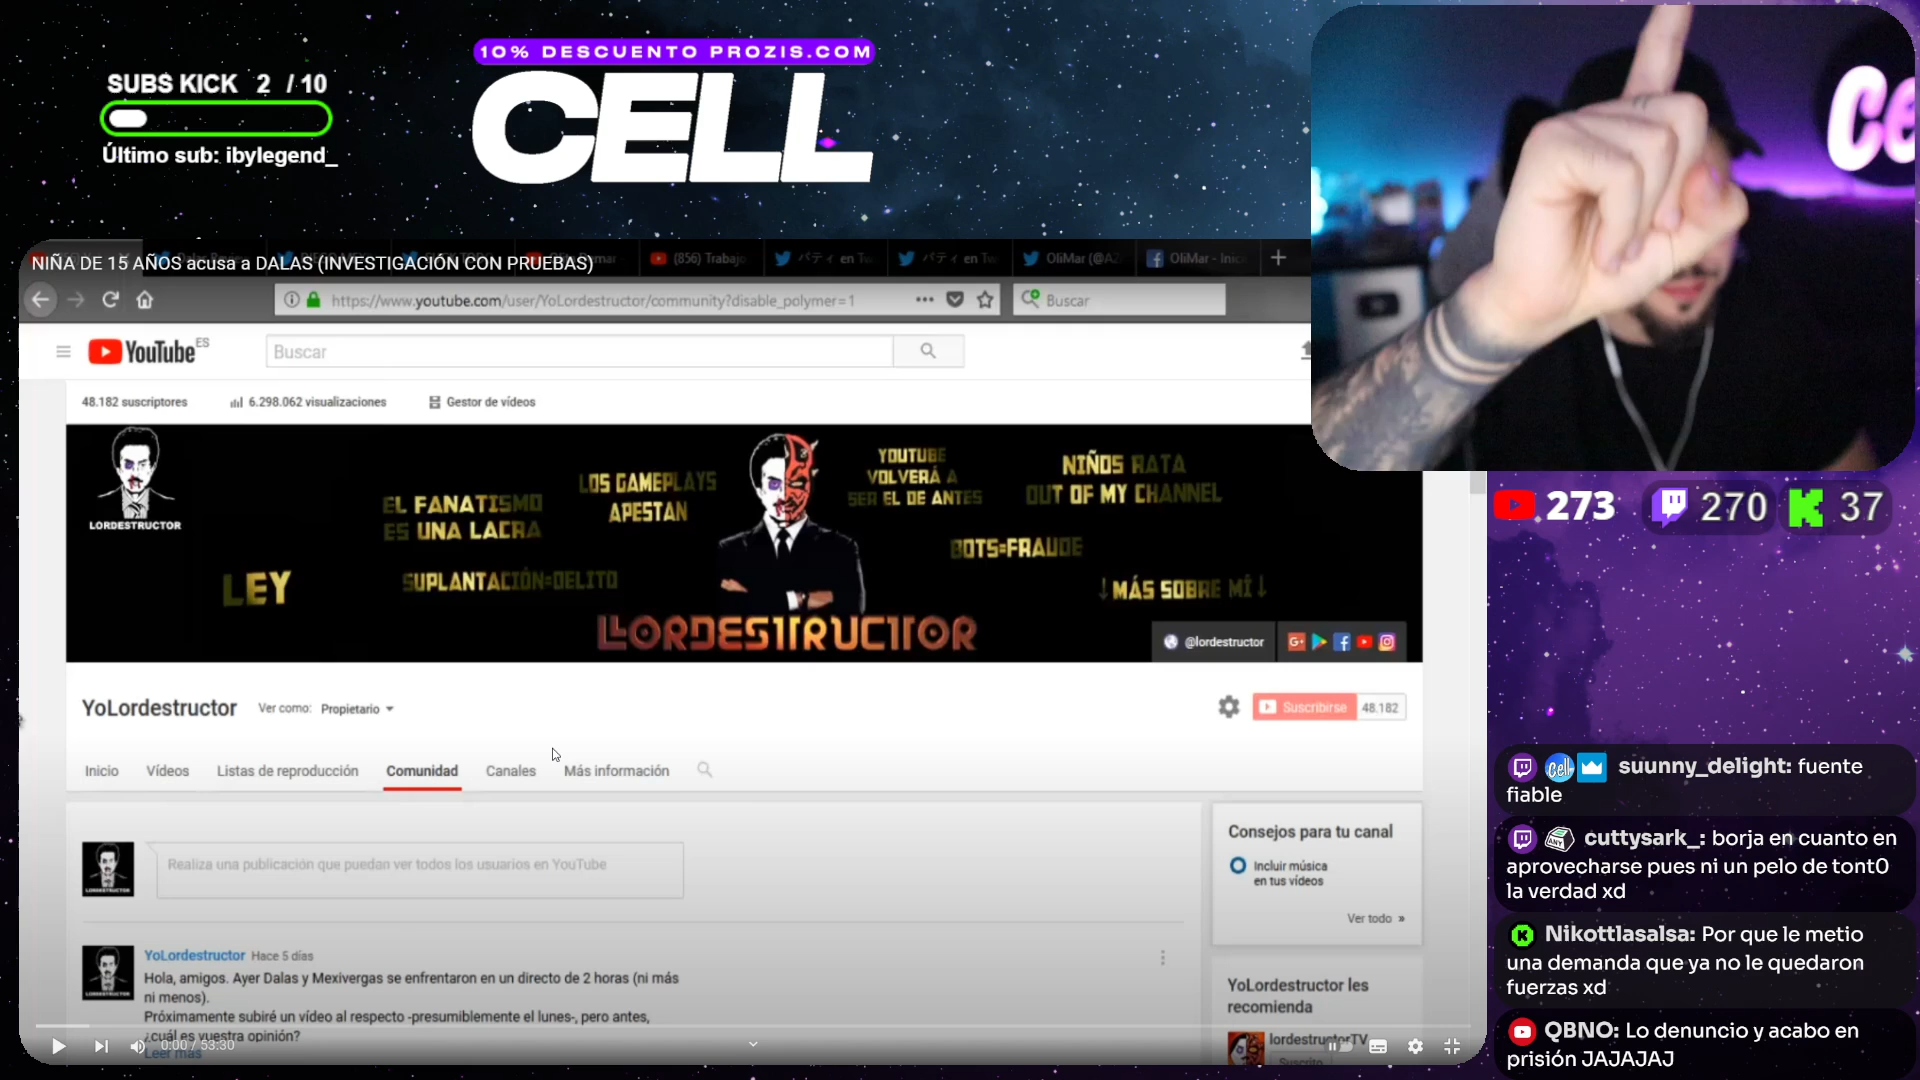 SUBS KICK 2 / 10
Último sub: ibylegend_
10% DESCUENTO PROZIS.COM
CELL
Ce
NIÑA DE 15 AÑOS acusa a DALAS (INVESTIGACIÓN CON PRUEBAS)
(856) Trabajo
パティ en Tw
パティ en Tw
OliMar (@A
OliMar - Inic
https://www.youtube.com/user/YoLordestructor/community?disable_polymer=1
Buscar
YouTube ES
Buscar
48.182 suscriptores
6.298.062 visualizaciones
Gestor de vídeos
LORDESTRUCTOR
EL FANATISMO
ES UNA LACRA
LOS GAMEPLAYS
APESTAN
YOUTUBE
VOLVERÁ A
SER EL DE ANTES
NIÑOS RATA
OUT OF MY CHANNEL
BOTS=FRAUDE
LEY
SUPLANTACIÓN=DELITO
↓MÁS SOBRE MÍ↓
LORDESTRUCTOR
@lordestructor
YoLordestructor
Ver como: Propietario
Suscribirse 48.182
Inicio
Vídeos
Listas de reproducción
Comunidad
Canales
Más información
Realiza una publicación que puedan ver todos los usuarios en YouTube
Consejos para tu canal
Incluir música
en tus vídeos
Ver todo »
YoLordestructor Hace 5 días
Hola, amigos. Ayer Dalas y Mexivergas se enfrentaron en un directo de 2 horas (ni más
ni menos).
Próximamente subiré un vídeo al respecto -presumiblemente el lunes-, pero antes,
¿cuál es vuestra opinión?
Leer más
YoLordestructor les
recomienda
lordestructorTV
Suscrito
0:00 / 53:30
273
270
37
suunny_delight: fuente
fiable
cuttysark_: borja en cuanto en
aprovecharse pues ni un pelo de tont0
la verdad xd
Nikottlasalsa: Por que le metio
una demanda que ya no le quedaron
fuerzas xd
QBNO: Lo denuncio y acabo en
prisión JAJAJAJ